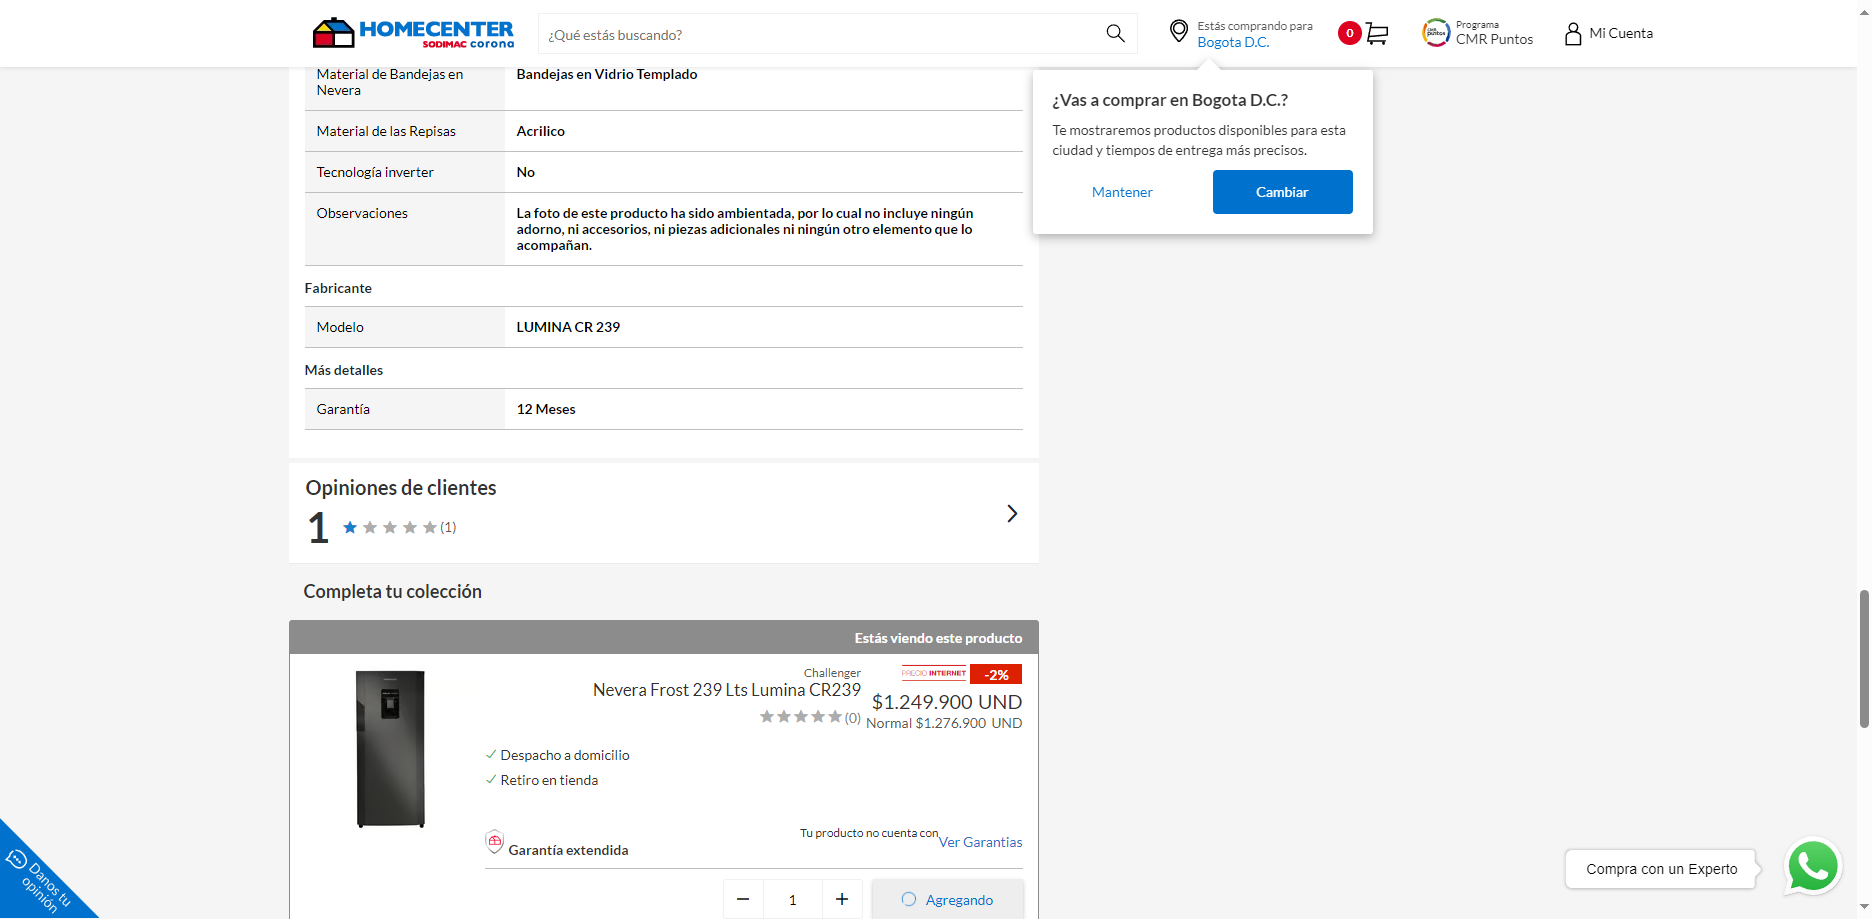 HOMECENTER
SODIMAC corona
¿Qué estás buscando?
Estás comprando para
Bogota D.C.
0
Programa
CMR Puntos
Mi Cuenta
¿Vas a comprar en Bogota D.C.?
Te mostraremos productos disponibles para esta
ciudad y tiempos de entrega más precisos.
Mantener
Cambiar
Material de Bandejas en
Nevera
Bandejas en Vidrio Templado
Material de las Repisas
Acrilico
Tecnología inverter
No
Observaciones
La foto de este producto ha sido ambientada, por lo cual no incluye ningún
adorno, ni accesorios, ni piezas adicionales ni ningún otro elemento que lo
acompañan.
Fabricante
Modelo
LUMINA CR 239
Más detalles
Garantía
12 Meses
Opiniones de clientes
1
(1)
Completa tu colección
Estás viendo este producto
Challenger
Nevera Frost 239 Lts Lumina CR239
(0)
PRECIO INTERNET
-2%
$1.249.900 UND
Normal $1.276.900 UND
Despacho a domicilio
Retiro en tienda
Garantía extendida
Tu producto no cuenta con
Ver Garantias
1
Agregando
Danos tu
opinión
Compra con un Experto